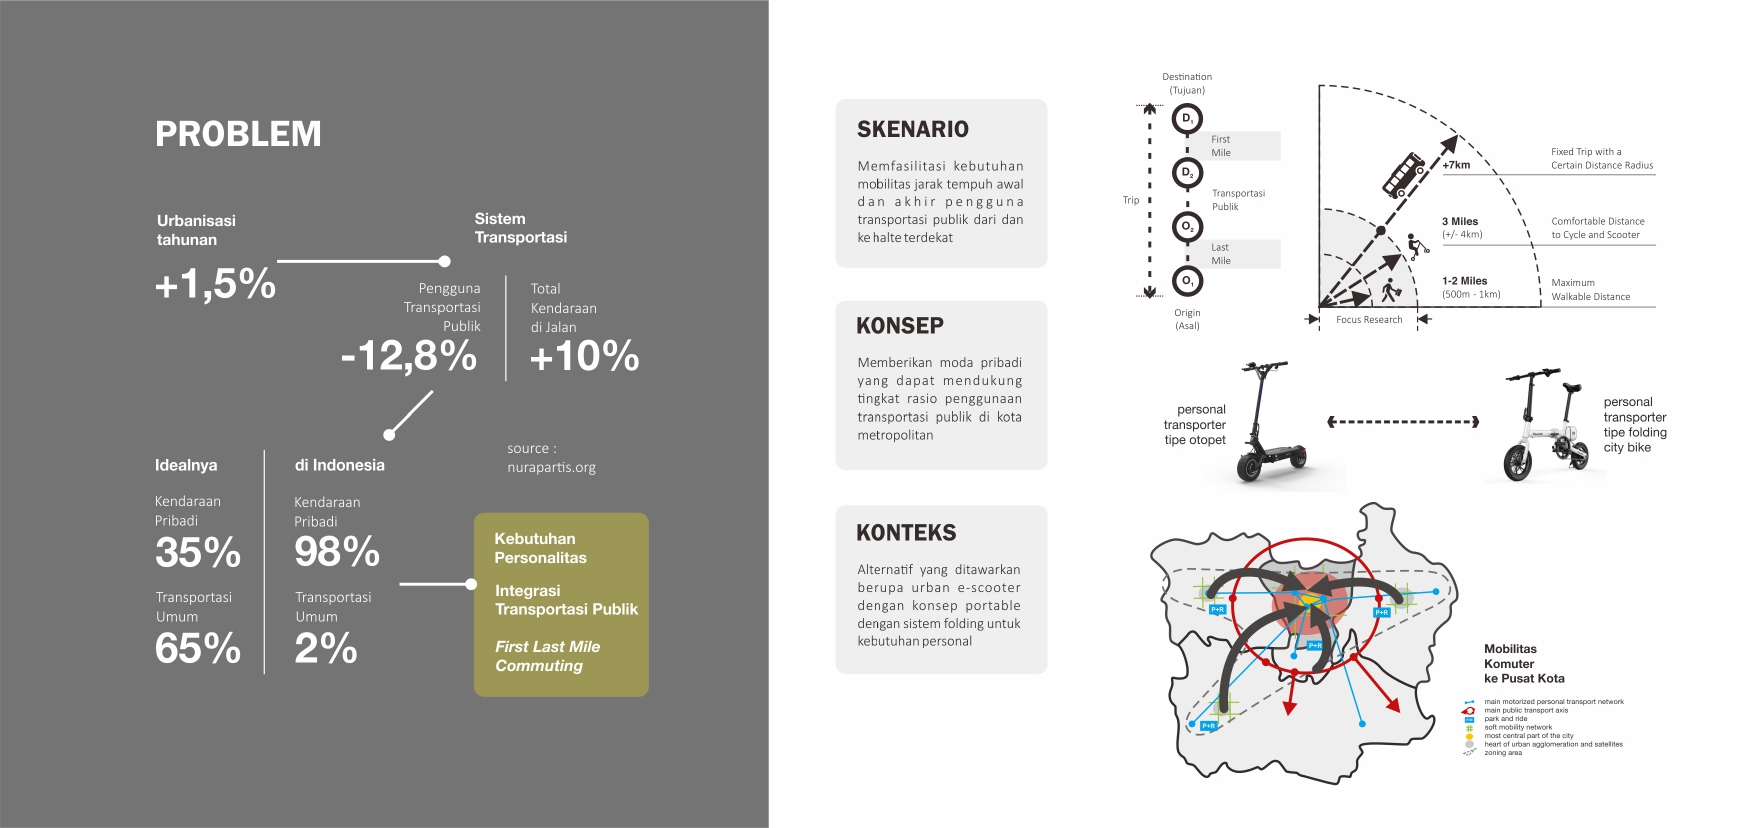 PROBLEM
Urbanisasi
tahunan
+1,5%
Sistem
Transportasi
Pengguna
Transportasi
Publik
-12,8%
Total
Kendaraan
di Jalan
+10%
source :
nurapartis.org
Idealnya
Kendaraan
Pribadi
35%
Transportasi
Umum
65%
di Indonesia
Kendaraan
Pribadi
98%
Transportasi
Umum
2%
Kebutuhan
Personalitas
Integrasi
Transportasi Publik
First Last Mile
Commuting
SKENARIO
Memfasilitasi kebutuhan
mobilitas jarak tempuh awal
dan akhir pengguna
transportasi publik dari dan
ke halte terdekat
KONSEP
Memberikan moda pribadi
yang dapat mendukung
tingkat rasio penggunaan
transportasi publik di kota
metropolitan
KONTEKS
Alternatif yang ditawarkan
berupa urban e-scooter
dengan konsep portable
dengan sistem folding untuk
kebutuhan personal
Destination
(Tujuan)
Trip
D1
First
Mile
D2
Transportasi
Publik
O2
Last
Mile
O1
Origin
(Asal)
+7km
Fixed Trip with a
Certain Distance Radius
3 Miles
(+/- 4km)
Comfortable Distance
to Cycle and Scooter
1-2 Miles
(500m - 1km)
Maximum
Walkable Distance
Focus Research
personal
transporter
tipe otopet
personal
transporter
tipe folding
city bike
P+R
P+R
P+R
P+R
Mobilitas
Komuter
ke Pusat Kota
main motorized personal transport network
main public transport axis
P+R
park and ride
soft mobility network
most central part of the city
heart of urban agglomeration and satellites
zoning area